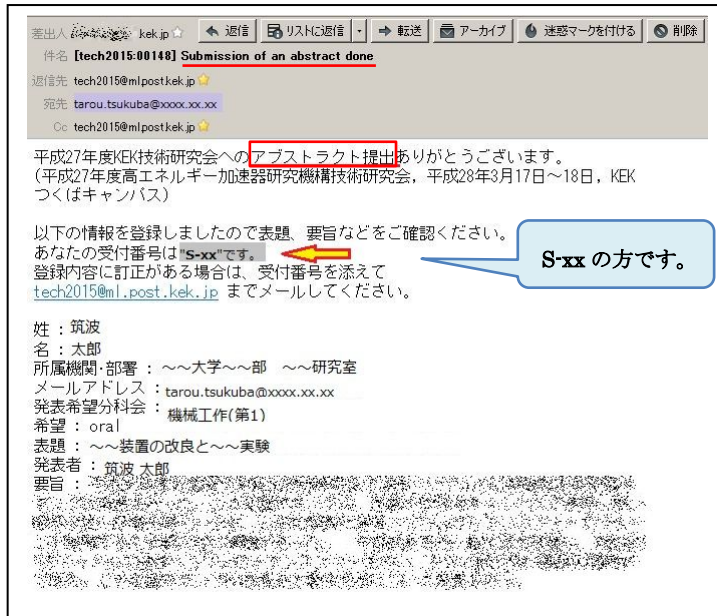 差出人 kek.jp 返信 リストに返信 転送 アーカイブ 迷惑マークを付ける 削除
件名 [tech2015:00148] Submission of an abstract done
返信先 tech2015@mlpost.kek.jp
宛先 tarou.tsukuba@xxxx.xx.xx
Cc tech2015@mlpost.kek.jp
平成27年度KEK技術研究会へのアブストラクト提出ありがとうございます。
(平成27年度高エネルギー加速器研究機構技術研究会，平成28年3月17日～18日，KEK
つくばキャンパス)
以下の情報を登録しましたので表題、要旨などをご確認ください。
あなたの受付番号は"S-xx"です。
S-xx の方です。
登録内容に訂正がある場合は、受付番号を添えて
tech2015@ml.post.kek.jp までメールしてください。
姓 : 筑波
名 : 太郎
所属機関・部署 : ～～大学～～部 ～～研究室
メールアドレス : tarou.tsukuba@xxxx.xx.xx
発表希望分科会 : 機械工作(第1)
希望 : oral
表題 : ～～装置の改良と～～実験
発表者 : 筑波 太郎
要旨 :